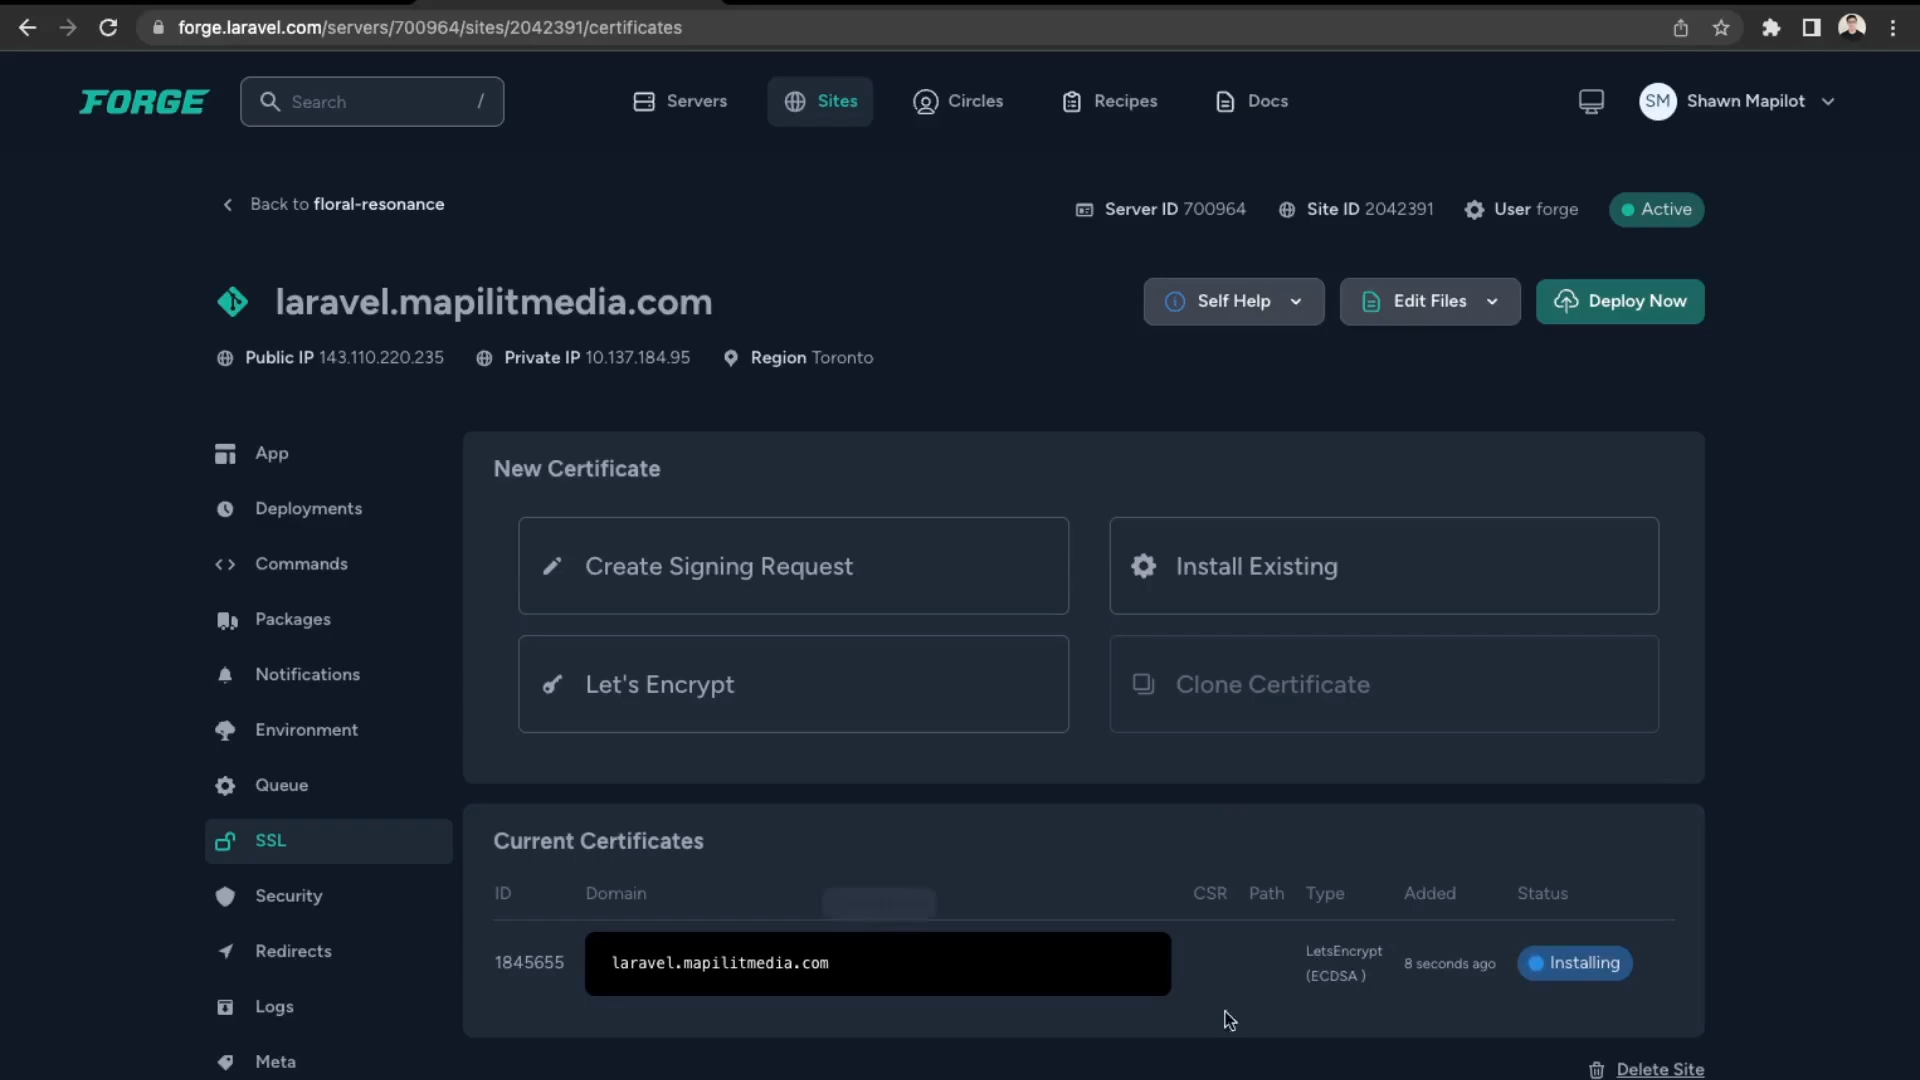 forge.laravel.com/servers/700964/sites/2042391/certificates
FORGE
Search /
Servers
Sites
Circles
Recipes
Docs
SM Shawn Mapilot
Back to floral-resonance
Server ID 700964
Site ID 2042391
User forge
Active
laravel.mapilitmedia.com
Self Help
Edit Files
Deploy Now
Public IP 143.110.220.235
Private IP 10.137.184.95
Region Toronto
App
Deployments
Commands
Packages
Notifications
Environment
Queue
SSL
Security
Redirects
Logs
Meta
New Certificate
Create Signing Request
Install Existing
Let's Encrypt
Clone Certificate
Current Certificates
ID Domain CSR Path Type Added Status
1845655 laravel.mapilitmedia.com LetsEncrypt 8 seconds ago Installing
(ECDSA )
Delete Site